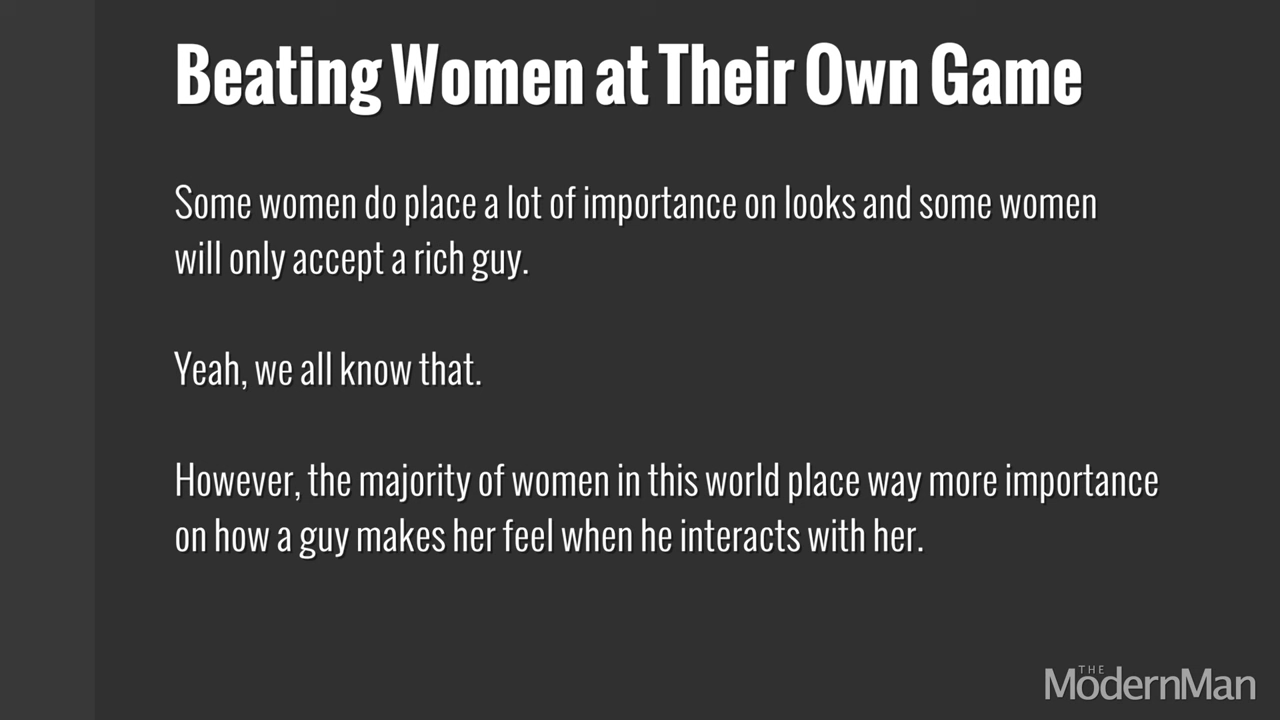 Beating Women at Their Own Game
Some women do place a lot of importance on looks and some women
will only accept a rich guy.
Yeah, we all know that.
However, the majority of women in this world place way more importance
on how a guy makes her feel when he interacts with her.
THE
ModernMan